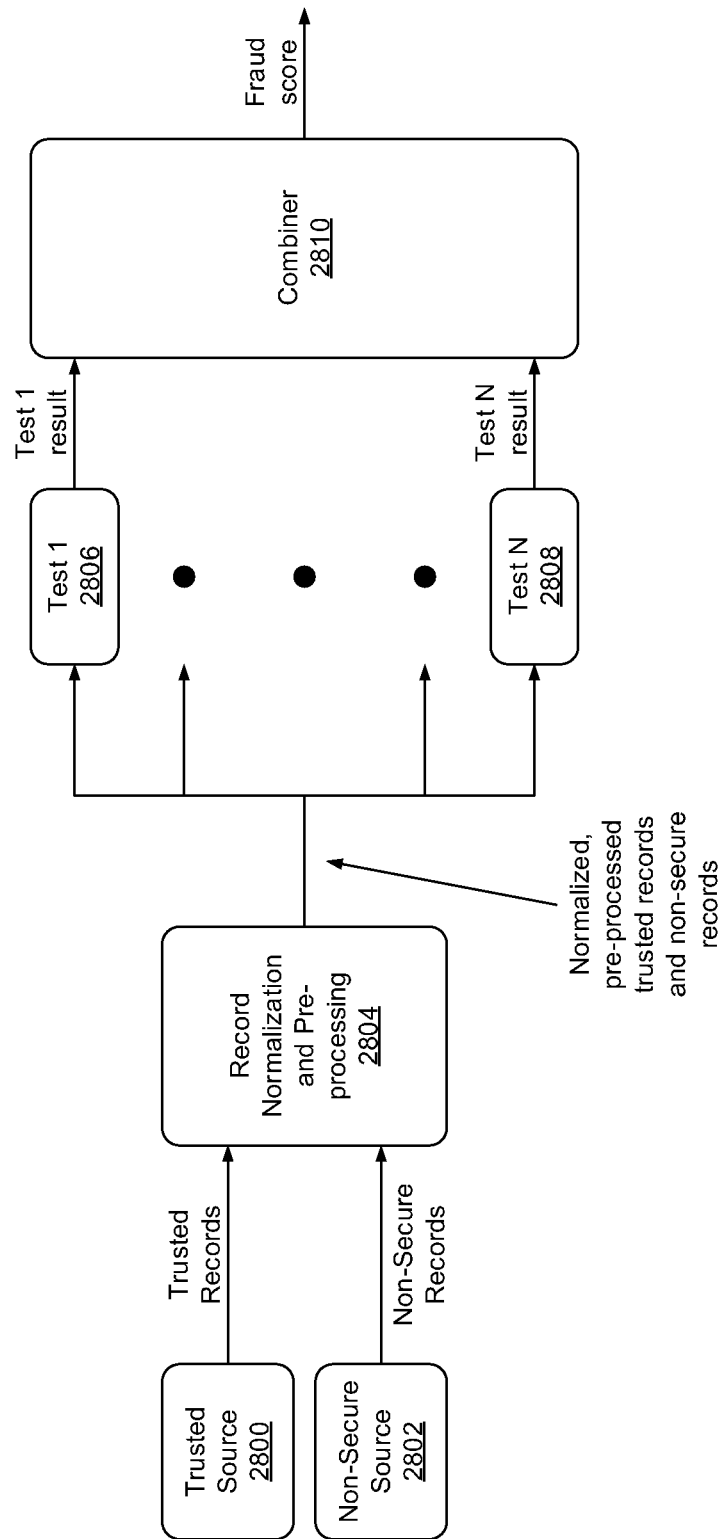 Trusted
Source
2800
Non-Secure
Source
2802
Trusted
Records
Non-Secure
Records
Record
Normalization
and Pre-
processing
2804
Normalized,
pre-processed
trusted records
and non-secure
records
Test 1
2806
Test N
2808
Test 1
result
Test N
result
Combiner
2810
Fraud
score